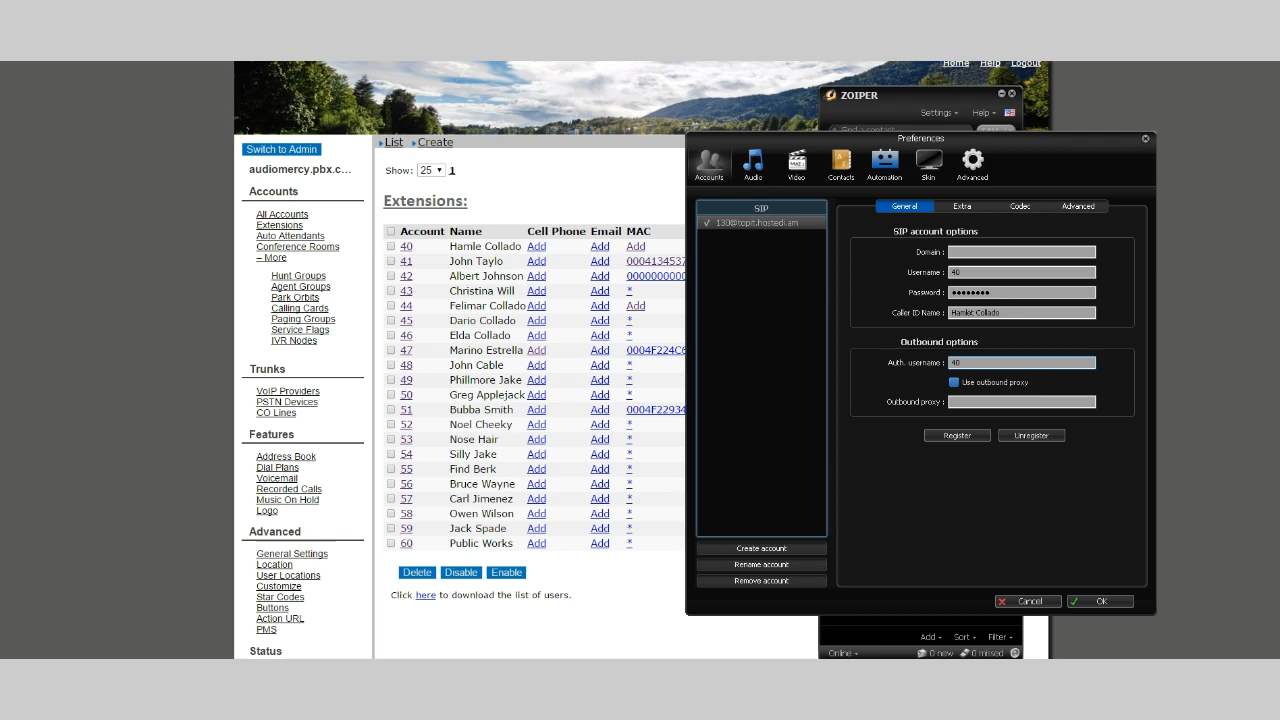 Home Help Logout
Switch to Admin
audiomercy.pbx.c...
Accounts
All Accounts
Extensions
Auto Attendants
Conference Rooms
– More
Hunt Groups
Agent Groups
Park Orbits
Calling Cards
Paging Groups
Service Flags
IVR Nodes
Trunks
VoIP Providers
PSTN Devices
CO Lines
Features
Address Book
Dial Plans
Voicemail
Recorded Calls
Music On Hold
Logo
Advanced
General Settings
Location
User Locations
Customize
Star Codes
Buttons
Action URL
PMS
Status
List Create
Show: 25 1
Extensions:
Account Name Cell Phone Email MAC
40 Hamle Collado Add Add Add
41 John Taylo Add Add 0004134537
42 Albert Johnson Add Add 0000000000
43 Christina Will Add Add *
44 Felimar Collado Add Add Add
45 Dario Collado Add Add *
46 Elda Collado Add Add *
47 Marino Estrella Add Add 0004F224C6
48 John Cable Add Add *
49 Phillmore Jake Add Add *
50 Greg Applejack Add Add *
51 Bubba Smith Add Add 0004F22934
52 Noel Cheeky Add Add *
53 Nose Hair Add Add *
54 Silly Jake Add Add *
55 Find Berk Add Add *
56 Bruce Wayne Add Add *
57 Carl Jimenez Add Add *
58 Owen Wilson Add Add *
59 Jack Spade Add Add *
60 Public Works Add Add *
Delete Disable Enable
Click here to download the list of users.
ZOIPER
Settings Help
Find a contact
Preferences
Accounts Audio Video Contacts Automation Skin Advanced
SIP
130@topit.hostedi.am
Create account
Rename account
Remove account
General Extra Codec Advanced
SIP account options
Domain :
Username : 40
Password : ●●●●●●●●
Caller ID Name : Hamlet Collado
Outbound options
Auth. username : 40
Use outbound proxy
Outbound proxy :
Register Unregister
Cancel OK
Add Sort Filter
Online 0 new 0 missed